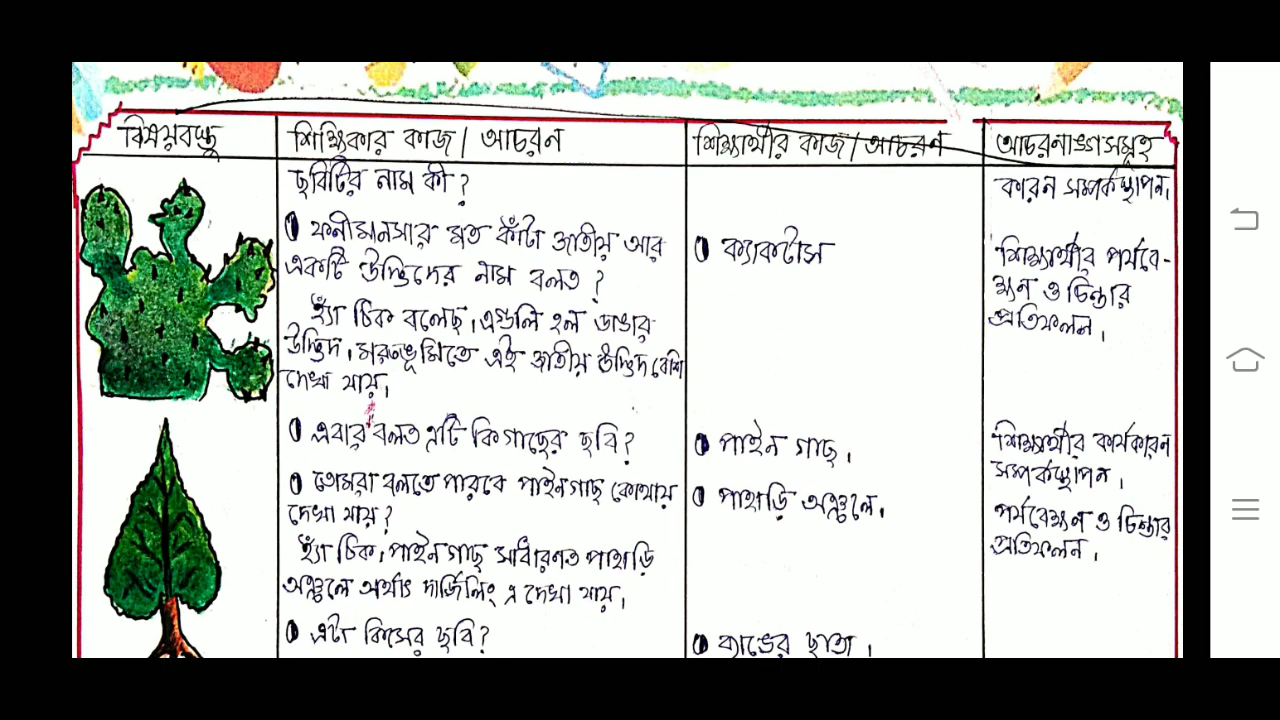 বিষয়বস্তু
শিক্ষিকার কাজ / আচরন
শিক্ষার্থীর কাজ / আচরন
আচরনাঙ্গসমূহ
ছবিটির নাম কী?
ফনীমনসার মত কাঁটা জাতীয় আর
একটি উদ্ভিদের নাম বলত?
হ্যাঁ ঠিক বলেছ, এগুলি হল ডাঙার
উদ্ভিদ, মরুভূমিতে এই জাতীয় উদ্ভিদ বেশি
দেখা যায়।
এবার বলত এটি কি গাছের ছবি?
তোমরা বলতে পারবে পাইন গাছ কোথায়
দেখা যায়?
হ্যাঁ ঠিক, পাইন গাছ সাধারনত পাহাড়ি
অঞ্চলে অর্থাৎ দার্জিলিং এ দেখা যায়।
এটা কিসের ছবি?
ক্যাকটাস
পাইন গাছ।
পাহাড়ি অঞ্চলে।
ব্যাঙের ছাতা।
কারন সম্পর্কস্থাপন।
শিক্ষার্থীর পর্যবে-
ক্ষন ও চিন্তার
প্রতিফলন।
শিক্ষার্থীর কার্যকারন
সম্পর্কস্থাপন।
পর্যবেক্ষন ও চিন্তার
প্রতিফলন।